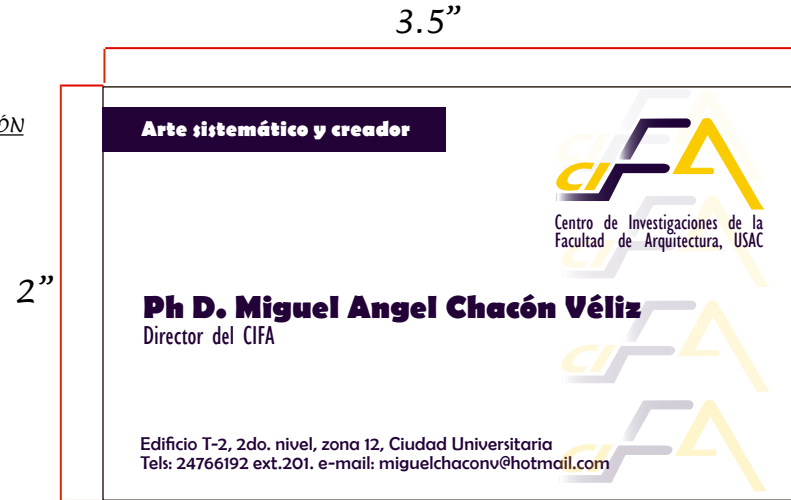 3.5”
ÓN
Arte sistemático y creador
CIFA
Centro de Investigaciones de la
Facultad de Arquitectura, USAC
2”
Ph D. Miguel Angel Chacón Véliz
Director del CIFA
Edificio T-2, 2do. nivel, zona 12, Ciudad Universitaria
Tels: 24766192 ext.201. e-mail: miguelchaconv@hotmail.com